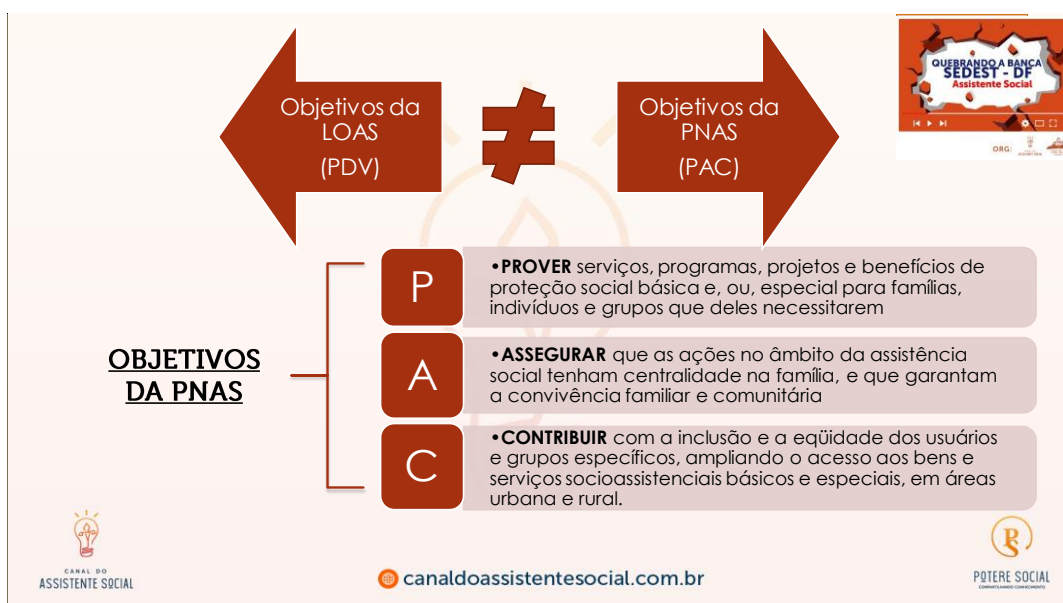 QUEBRANDO A BANCA
SEDEST - DF
Assistente Social
ORG:
Objetivos da
LOAS
(PDV)
≠
Objetivos da
PNAS
(PAC)
OBJETIVOS
DA PNAS
P
•PROVER serviços, programas, projetos e benefícios de
proteção social básica e, ou, especial para famílias,
indivíduos e grupos que deles necessitarem
A
•ASSEGURAR que as ações no âmbito da assistência
social tenham centralidade na família, e que garantam
a convivência familiar e comunitária
C
•CONTRIBUIR com a inclusão e a eqüidade dos usuários
e grupos específicos, ampliando o acesso aos bens e
serviços socioassistenciais básicos e especiais, em áreas
urbana e rural.
CANAL DO
ASSISTENTE SOCIAL
canaldoassistentesocial.com.br
PS
POTERE SOCIAL
COMPARTILHANDO CONHECIMENTO